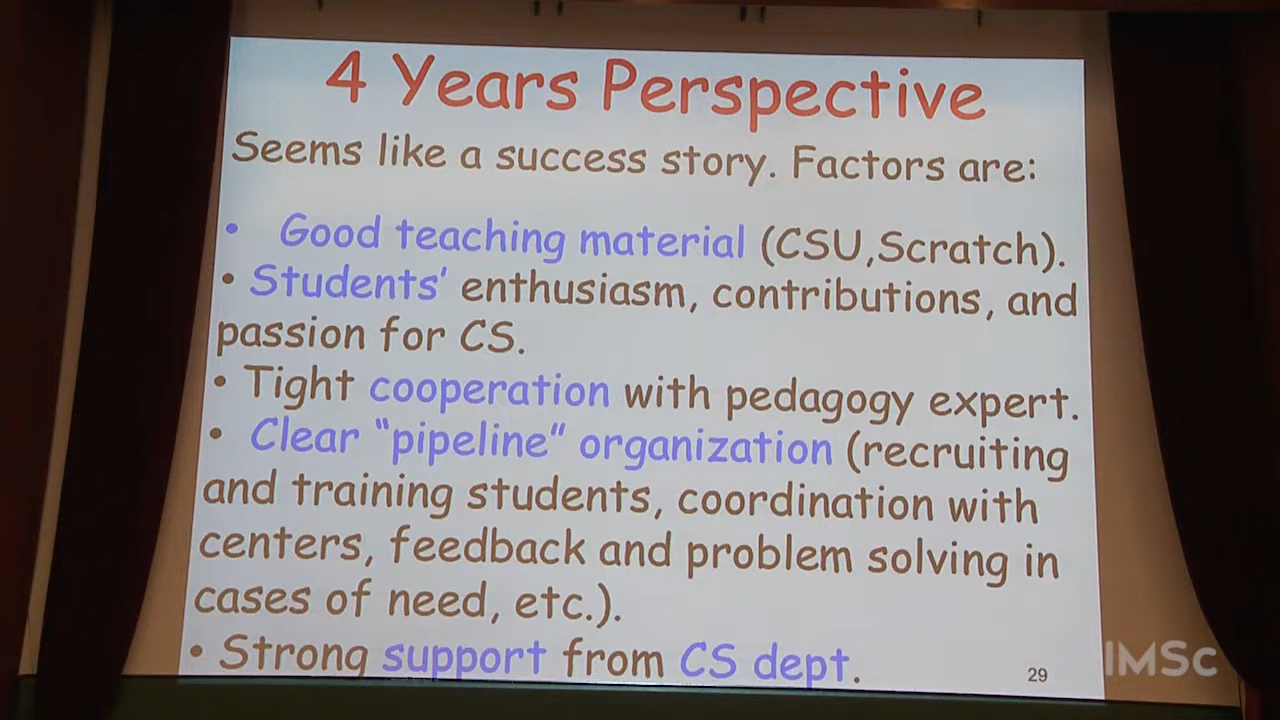 4 Years Perspective
Seems like a success story. Factors are:
• Good teaching material (CSU,Scratch).
• Students' enthusiasm, contributions, and
passion for CS.
• Tight cooperation with pedagogy expert.
• Clear "pipeline" organization (recruiting
and training students, coordination with
centers, feedback and problem solving in
cases of need, etc.).
• Strong support from CS dept.
29
IMSc